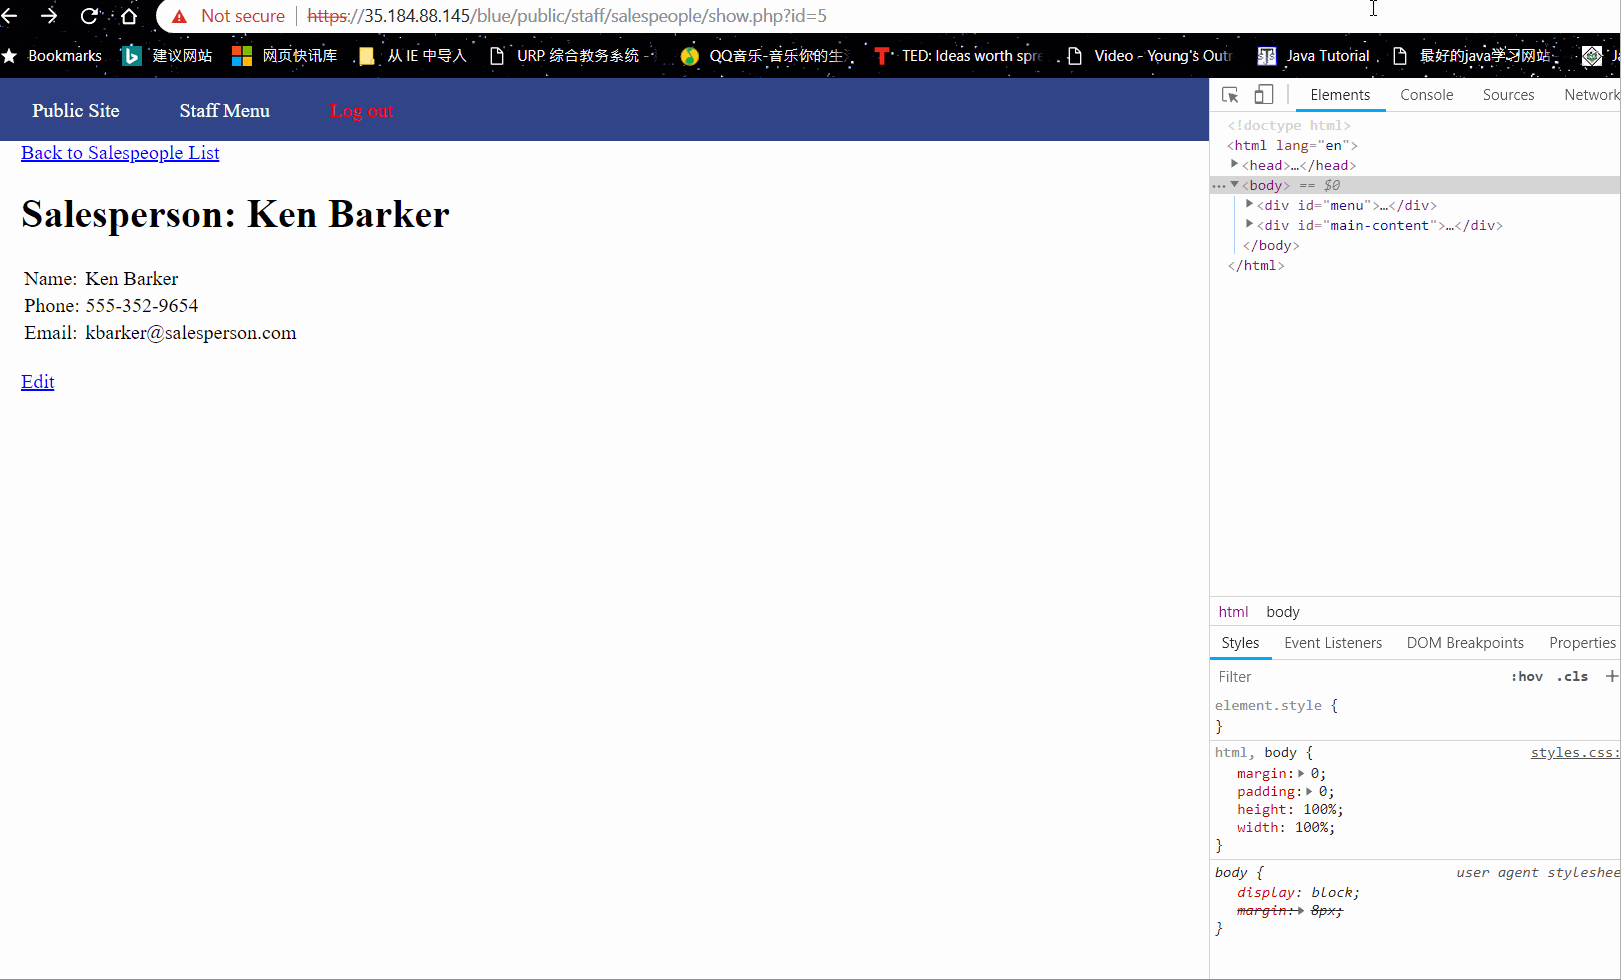 Not secure https://35.184.88.145/blue/public/staff/salespeople/show.php?id=5
Bookmarks 建议网站 网页快讯库 从 IE 中导入 URP 综合教务系统 - QQ音乐-音乐你的生 TED: Ideas worth spre Video - Young's Outr Java Tutorial 最好的java学习网站
Public Site Staff Menu Log out
Back to Salespeople List
Salesperson: Ken Barker
Name: Ken Barker
Phone: 555-352-9654
Email: kbarker@salesperson.com
Edit
Elements Console Sources Network
<!doctype html>
<html lang="en">
<head>…</head>
<body> == $0
<div id="menu">…</div>
<div id="main-content">…</div>
</body>
</html>
html body
Styles Event Listeners DOM Breakpoints Properties
Filter :hov .cls +
element.style {
}
html, body { styles.css:
margin: 0;
padding: 0;
height: 100%;
width: 100%;
}
body { user agent styleshee
display: block;
margin: 8px;
}